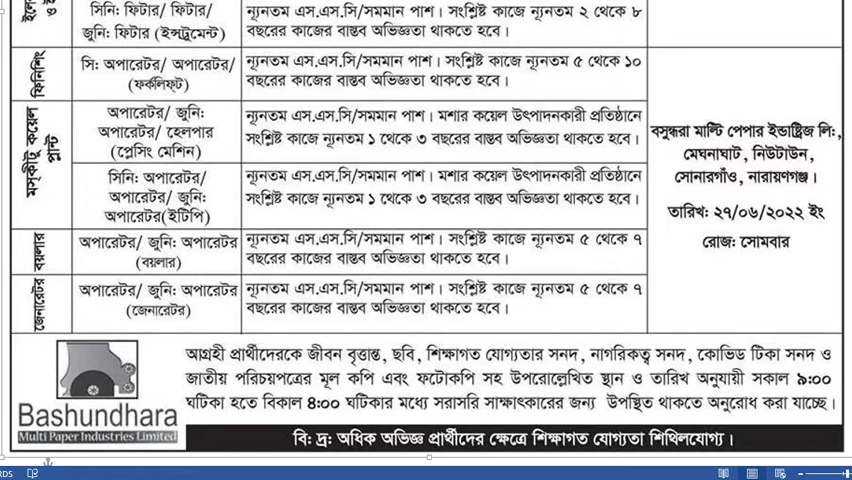 সিনি: ফিটার/ ফিটার/
জুনি: ফিটার (ইন্সট্রুমেন্ট)
ন্যূনতম এস.এস.সি/সমমান পাশ। সংশ্লিষ্ট কাজে ন্যূনতম ২ থেকে ৮
বছরের কাজের বাস্তব অভিজ্ঞতা থাকতে হবে।
ফিনিশিং
সি: অপারেটর/ অপারেটর/
(ফর্কলিফ্ট)
ন্যূনতম এস.এস.সি/সমমান পাশ। সংশ্লিষ্ট কাজে ন্যূনতম ৫ থেকে ১০
বছরের কাজের বাস্তব অভিজ্ঞতা থাকতে হবে।
মস্কীটু কয়েল
প্লান্ট
অপারেটর/ জুনি:
অপারেটর/ হেলপার
(প্লেসিং মেশিন)
ন্যূনতম এস.এস.সি/সমমান পাশ। মশার কয়েল উৎপাদনকারী প্রতিষ্ঠানে
সংশ্লিষ্ট কাজে ন্যূনতম ১ থেকে ৩ বছরের বাস্তব অভিজ্ঞতা থাকতে হবে।
সিনি: অপারেটর/
অপারেটর/ জুনি:
অপারেটর(ইটিপি)
ন্যূনতম এস.এস.সি/সমমান পাশ। মশার কয়েল উৎপাদনকারী প্রতিষ্ঠানে
সংশ্লিষ্ট কাজে ন্যূনতম ১ থেকে ৩ বছরের বাস্তব অভিজ্ঞতা থাকতে হবে।
বয়লার
অপারেটর/ জুনি: অপারেটর
(বয়লার)
ন্যূনতম এস.এস.সি/সমমান পাশ। সংশ্লিষ্ট কাজে ন্যূনতম ৫ থেকে ৭
বছরের কাজের বাস্তব অভিজ্ঞতা থাকতে হবে।
জেনারেটর
অপারেটর/ জুনি: অপারেটর
(জেনারেটর)
ন্যূনতম এস.এস.সি/সমমান পাশ। সংশ্লিষ্ট কাজে ন্যূনতম ৫ থেকে ৭
বছরের কাজের বাস্তব অভিজ্ঞতা থাকতে হবে।
বসুন্ধরা মাল্টি পেপার ইন্ডাষ্ট্রিজ লি:,
মেঘনাঘাট, নিউটাউন,
সোনারগাঁও, নারায়ণগঞ্জ।
তারিখ: ২৭/০৬/২০২২ ইং
রোজ: সোমবার
আগ্রহী প্রার্থীদেরকে জীবন বৃত্তান্ত, ছবি, শিক্ষাগত যোগ্যতার সনদ, নাগরিকত্ব সনদ, কোভিড টিকা সনদ ও
জাতীয় পরিচয়পত্রের মূল কপি এবং ফটোকপি সহ উপরোল্লেখিত স্থান ও তারিখ অনুযায়ী সকাল ৯:০০
ঘটিকা হতে বিকাল ৪:০০ ঘটিকার মধ্যে সরাসরি সাক্ষাৎকারের জন্য উপস্থিত থাকতে অনুরোধ করা যাচ্ছে।
Bashundhara
Multi Paper Industries Limited
বি: দ্র: অধিক অভিজ্ঞ প্রার্থীদের ক্ষেত্রে শিক্ষাগত যোগ্যতা শিথিলযোগ্য।